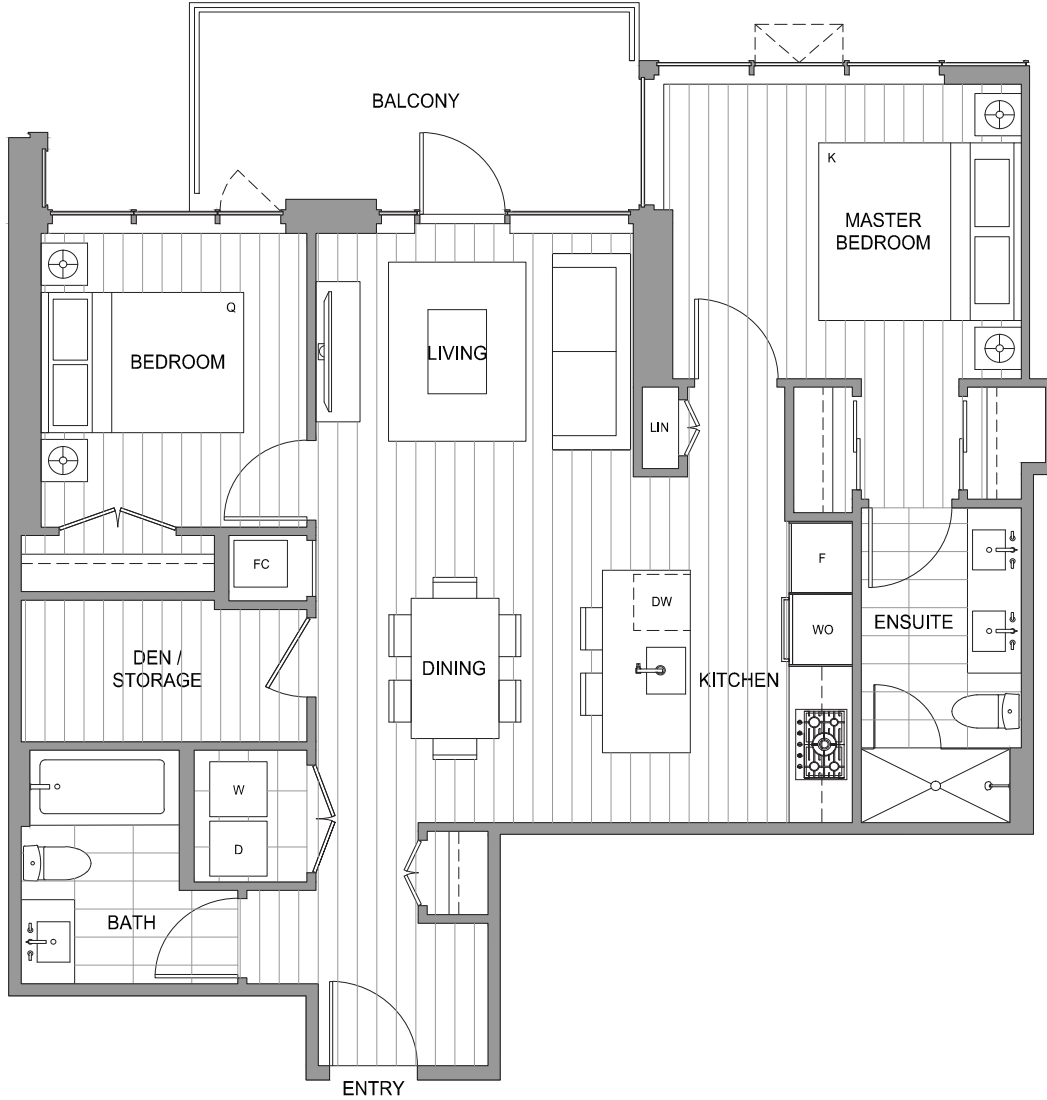 BALCONY
K
MASTER
BEDROOM
Q
BEDROOM
LIVING
LIN
FC
F
DW
WO
ENSUITE
DEN /
STORAGE
DINING
KITCHEN
W
D
BATH
ENTRY